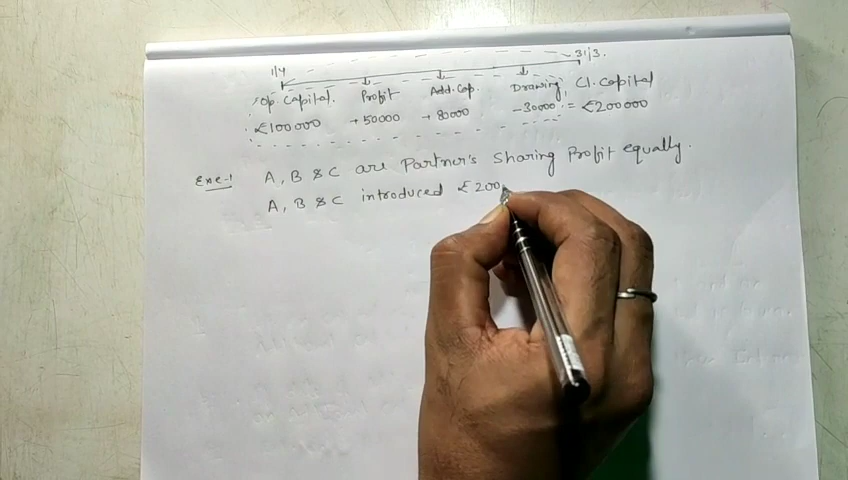 1/4 31/3.
Op. Capital. Profit Add. Cap. Drawing Cl. Capital
₹100000 + 50000 + 80000 - 30000 = ₹200000
Exe-1 A, B & C are Partner's Sharing Profit equally.
A, B & C introduced ₹200